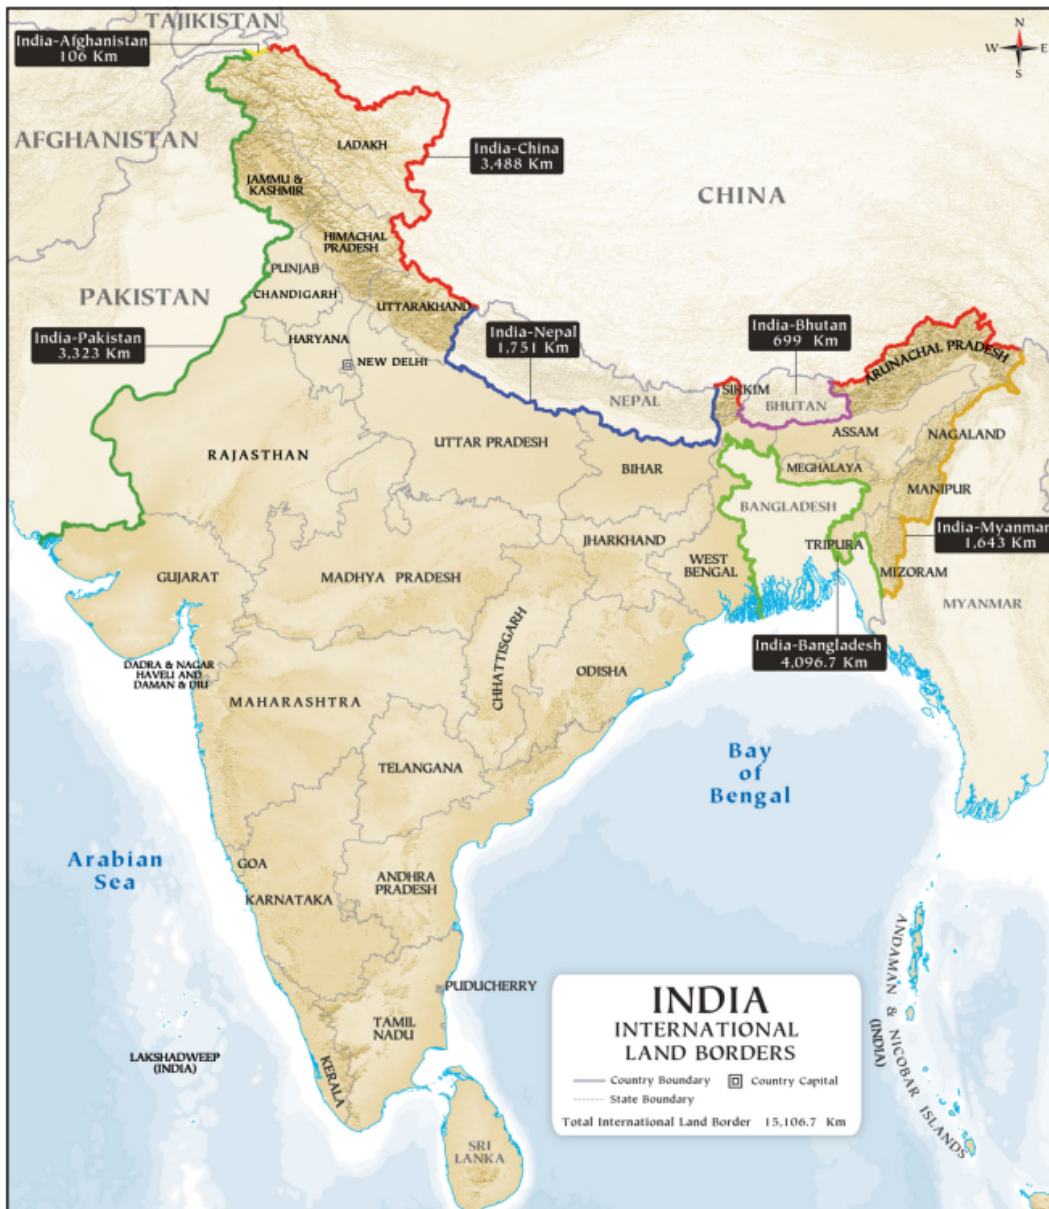 TAJIKISTAN
India-Afghanistan
106 Km
N
W
E
S
AFGHANISTAN
LADAKH
India-China
3,488 Km
JAMMU &
KASHMIR
CHINA
HIMACHAL
PRADESH
PUNJAB
PAKISTAN
CHANDIGARH
UTTARAKHAND
India-Pakistan
3,323 Km
HARYANA
India-Nepal
1,751 Km
India-Bhutan
699 Km
ARUNACHAL PRADESH
NEW DELHI
SIKKIM
NEPAL
BHUTAN
ASSAM
NAGALAND
UTTAR PRADESH
RAJASTHAN
BIHAR
MEGHALAYA
MANIPUR
BANGLADESH
India-Myanmar
1,643 Km
JHARKHAND
TRIPURA
WEST
BENGAL
GUJARAT
MADHYA PRADESH
MIZORAM
MYANMAR
CHHATTISGARH
India-Bangladesh
4,096.7 Km
DADRA & NAGAR
HAVELI AND
DAMAN & DIU
ODISHA
MAHARASHTRA
TELANGANA
Bay
of
Bengal
Arabian
Sea
GOA
ANDHRA
PRADESH
KARNATAKA
ANDAMAN & NICOBAR ISLANDS
(INDIA)
PUDUCHERRY
TAMIL
NADU
LAKSHADWEEP
(INDIA)
KERALA
SRI
LANKA
INDIA
INTERNATIONAL
LAND BORDERS
Country Boundary
Country Capital
State Boundary
Total International Land Border 15,106.7 Km